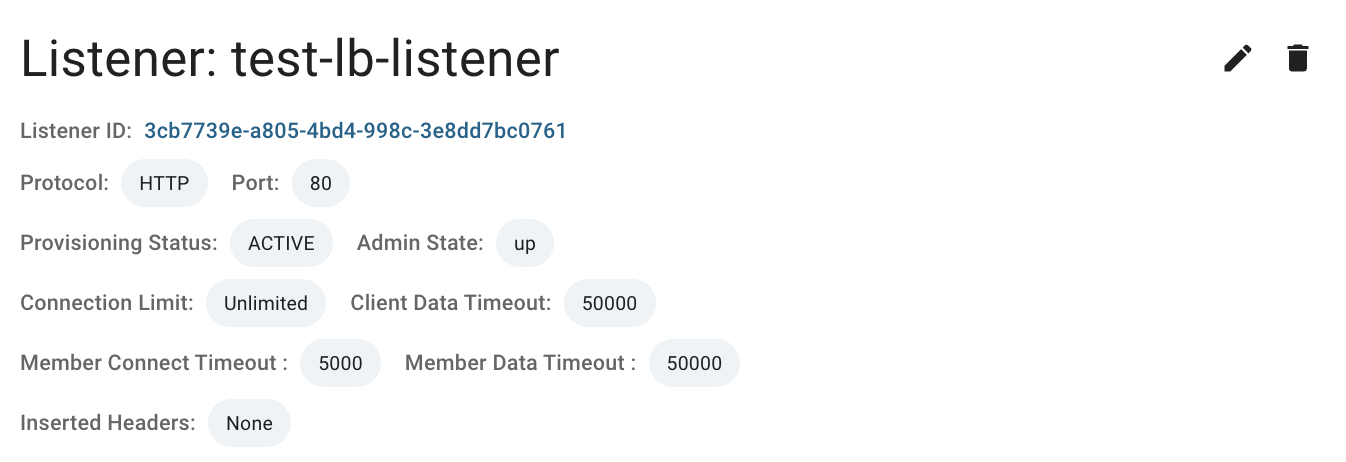 Listener: test-lb-listener
Listener ID: 3cb7739e-a805-4bd4-998c-3e8dd7bc0761
Protocol: HTTP Port: 80
Provisioning Status: ACTIVE Admin State: up
Connection Limit: Unlimited Client Data Timeout: 50000
Member Connect Timeout : 5000 Member Data Timeout : 50000
Inserted Headers: None